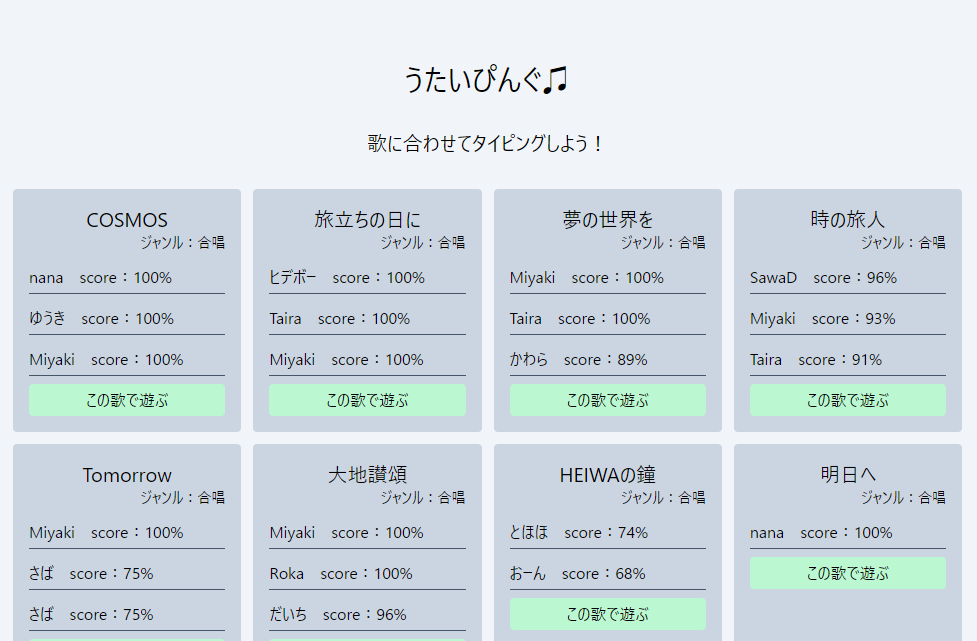 うたいぴんぐ♫
歌に合わせてタイピングしよう！
COSMOS
ジャンル：合唱
nana　score：100%
ゆうき　score：100%
Miyaki　score：100%
この歌で遊ぶ
旅立ちの日に
ジャンル：合唱
ヒデボー　score：100%
Taira　score：100%
Miyaki　score：100%
この歌で遊ぶ
夢の世界を
ジャンル：合唱
Miyaki　score：100%
Taira　score：100%
かわら　score：89%
この歌で遊ぶ
時の旅人
ジャンル：合唱
SawaD　score：96%
Miyaki　score：93%
Taira　score：91%
この歌で遊ぶ
Tomorrow
ジャンル：合唱
Miyaki　score：100%
さば　score：75%
さば　score：75%
大地讃頌
ジャンル：合唱
Miyaki　score：100%
Roka　score：100%
だいち　score：96%
HEIWAの鐘
ジャンル：合唱
とほほ　score：74%
おーん　score：68%
この歌で遊ぶ
明日へ
ジャンル：合唱
nana　score：100%
この歌で遊ぶ